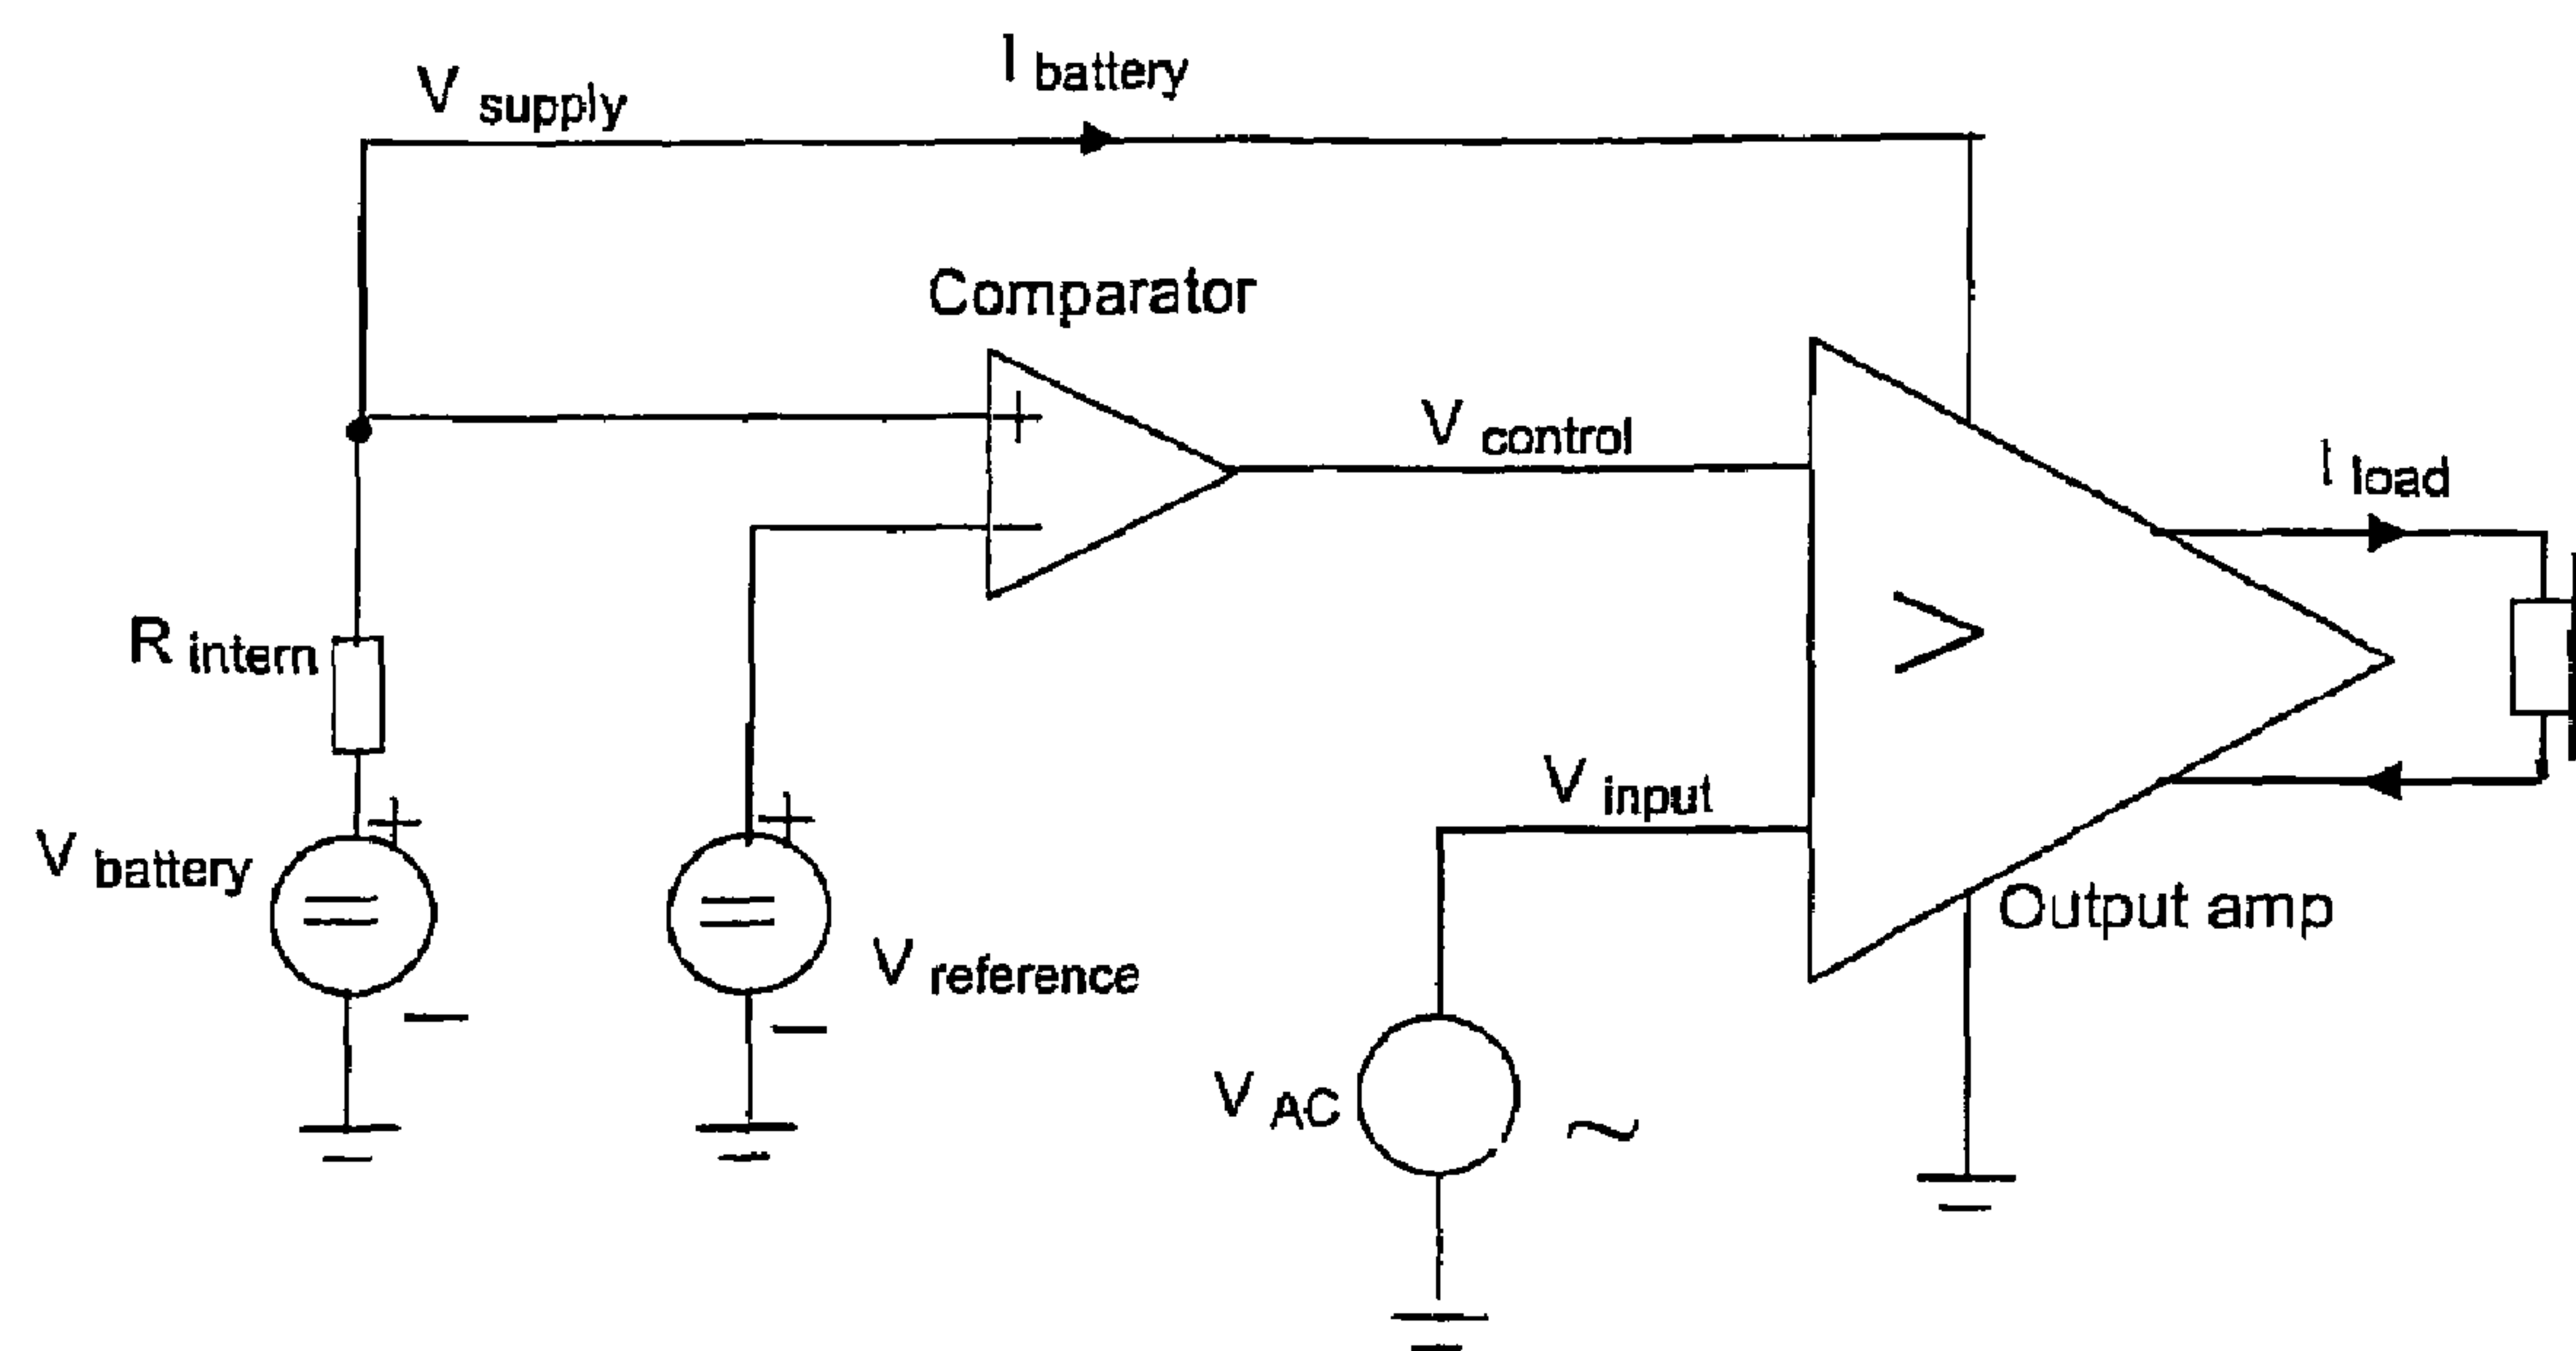 I battery
V supply
Comparator
V control
I load
R intern
V input
V battery
Output amp
V reference
V AC